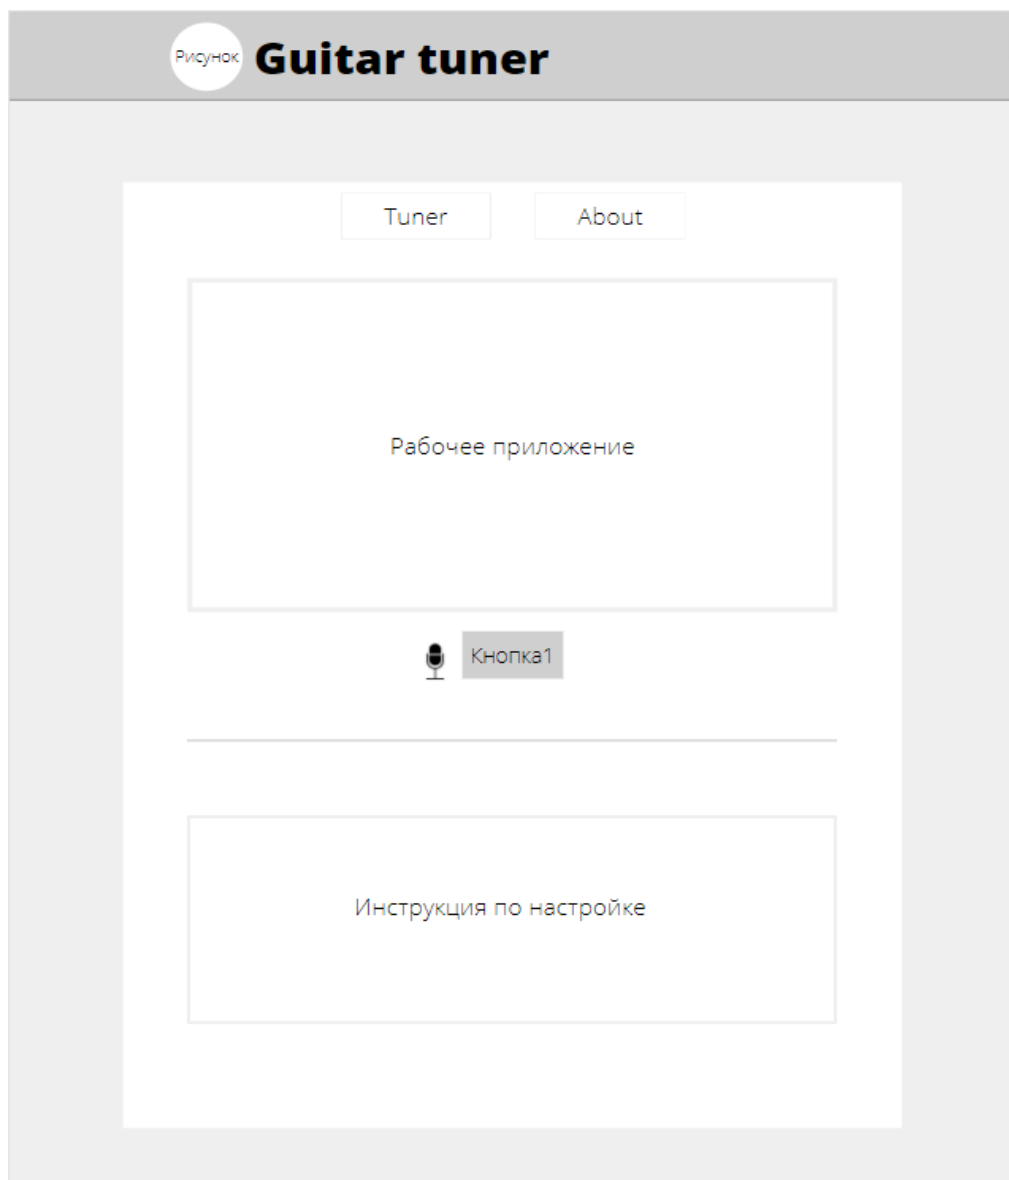 Рисунок Guitar tuner
Tuner About
Рабочее приложение
Кнопка1
Инструкция по настройке